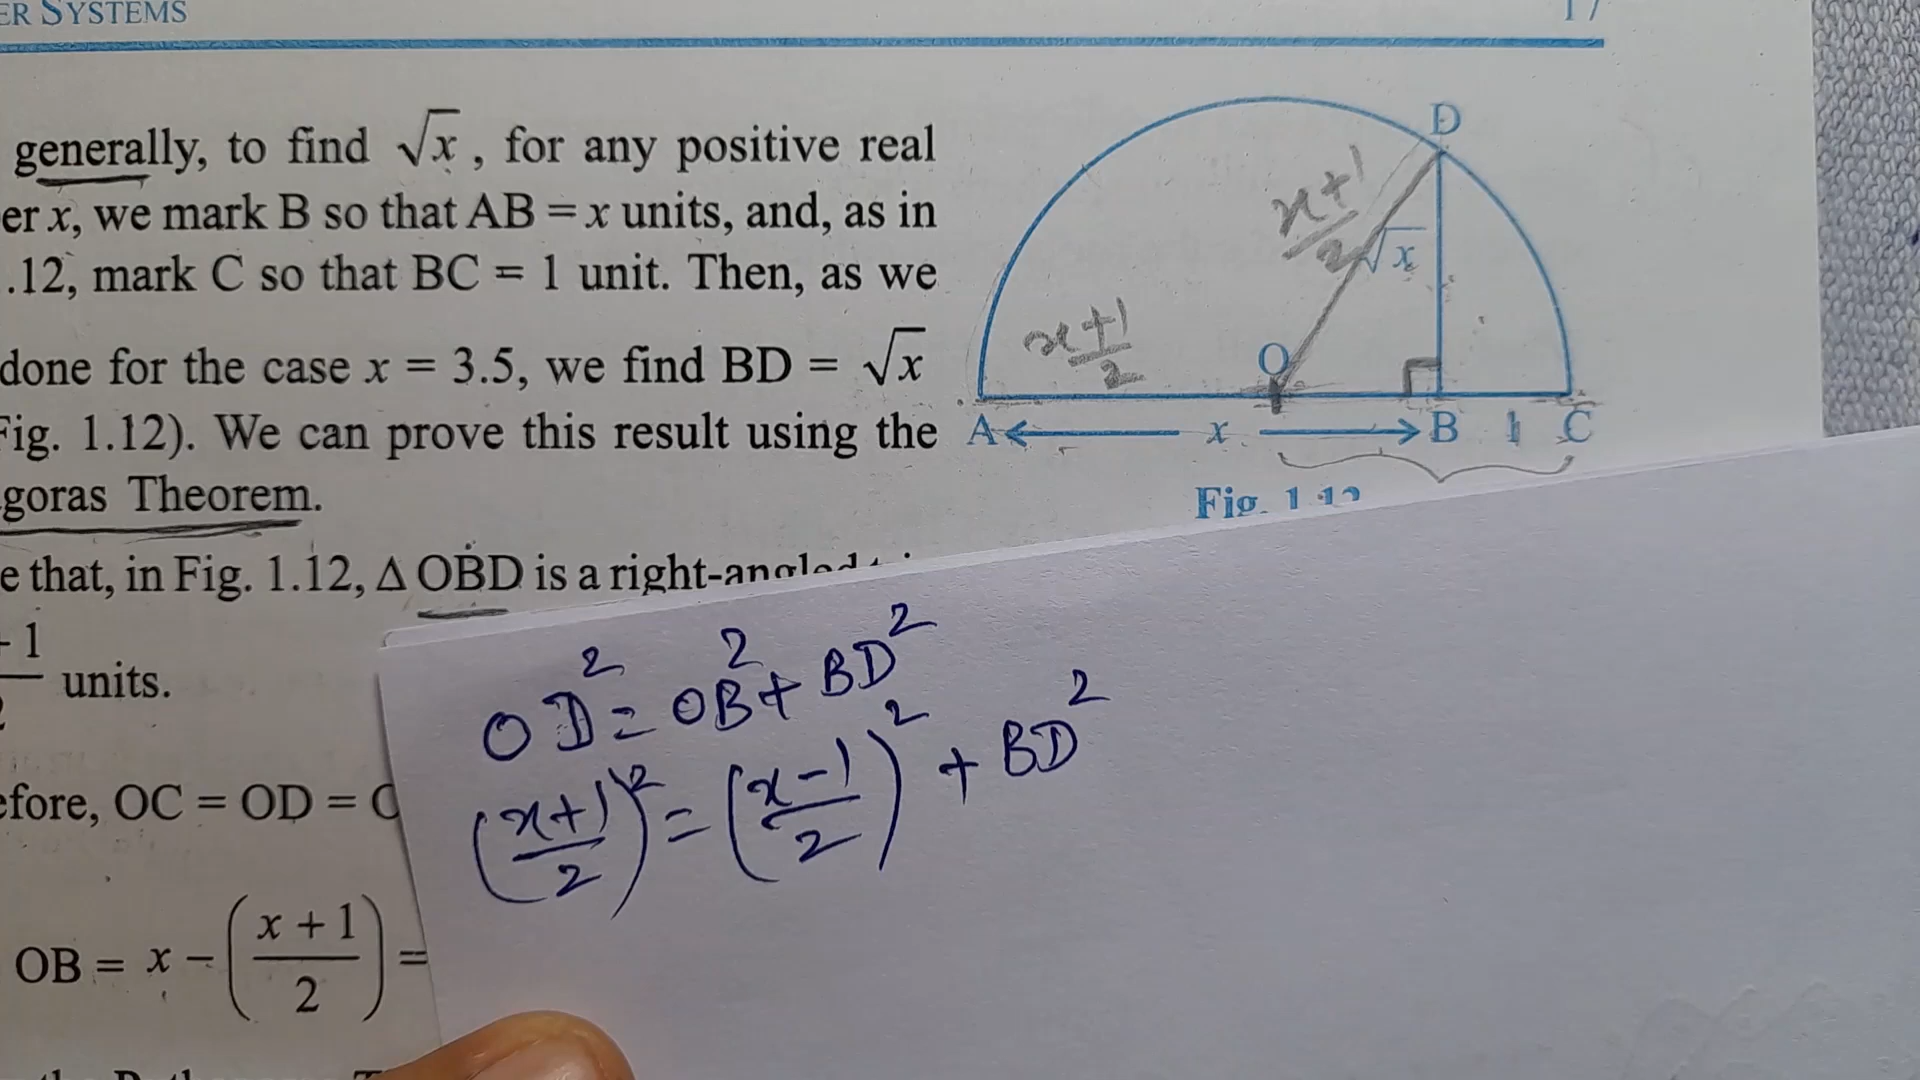 ER SYSTEMS 17
generally, to find √x, for any positive real
er x, we mark B so that AB = x units, and, as in
.12, mark C so that BC = 1 unit. Then, as we
done for the case x = 3.5, we find BD = √x
Fig. 1.12). We can prove this result using the
goras Theorem.
D
x+1/2
√x
x+1/2
O
A x B 1 C
Fig. 1.12
e that, in Fig. 1.12, Δ OBD is a right-angled
1
units.
efore, OC = OD =
OB = x − (x + 1 / 2) =
OD² = OB² + BD²
(x+1/2)² = (x-1/2)² + BD²